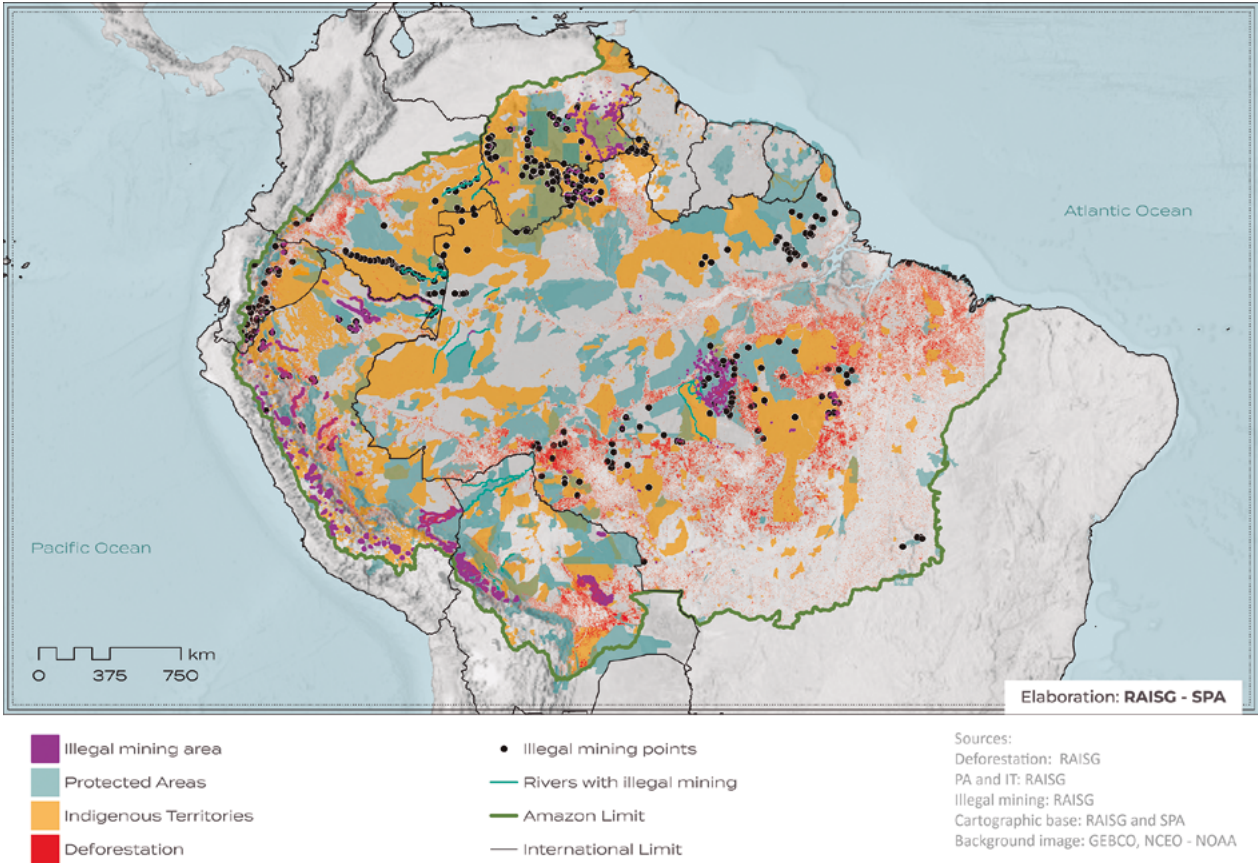 Atlantic Ocean
Pacific Ocean
km
0 375 750
Elaboration: RAISG - SPA
Illegal mining area
Protected Areas
Indigenous Territories
Deforestation
Illegal mining points
Rivers with illegal mining
Amazon Limit
International Limit
Sources:
Deforestation: RAISG
PA and IT: RAISG
Illegal mining: RAISG
Cartographic base: RAISG and SPA
Background image: GEBCO, NCEO - NOAA